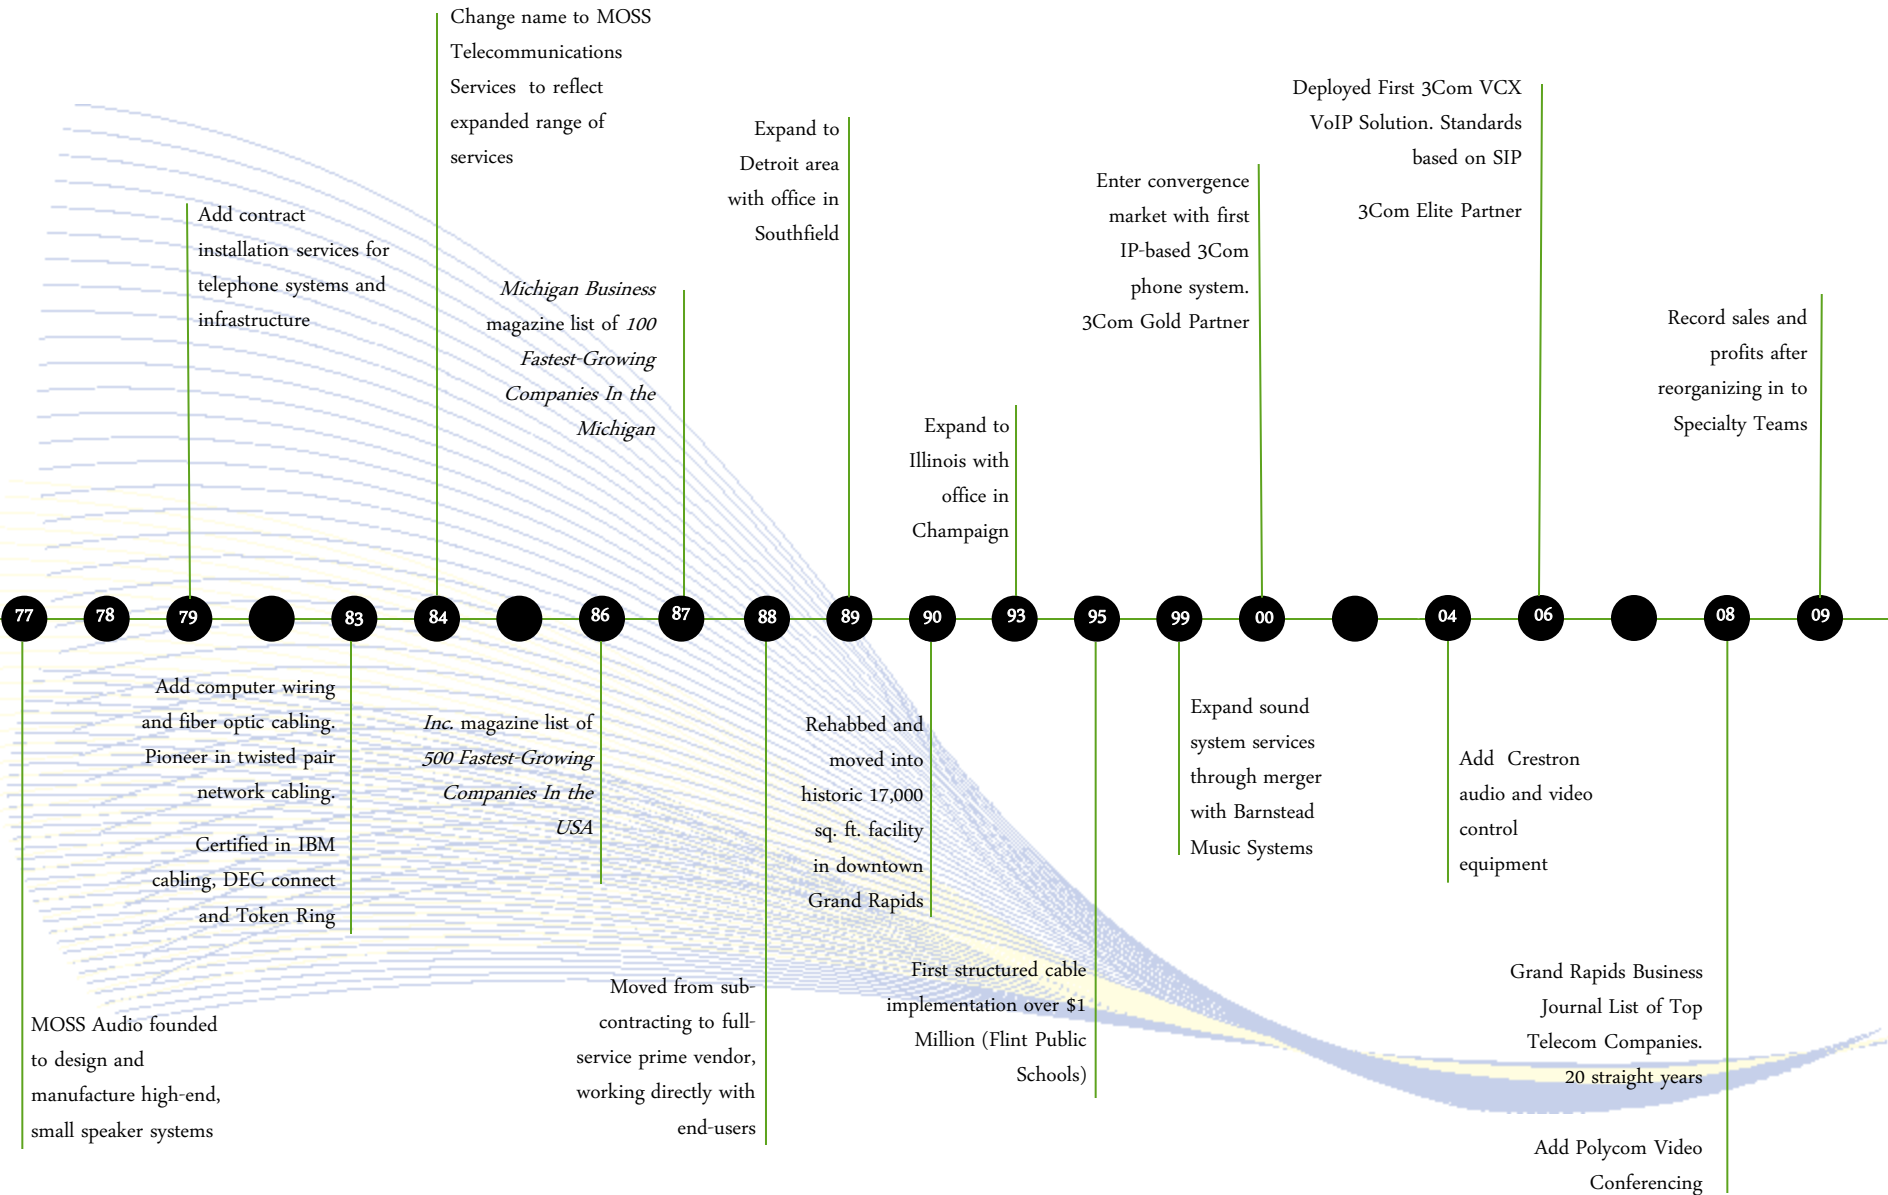 Change name to MOSS
Telecommunications
Services to reflect
expanded range of
services
Deployed First 3Com VCX
VoIP Solution. Standards
based on SIP
3Com Elite Partner
Expand to
Detroit area
with office in
Southfield
Enter convergence
market with first
IP-based 3Com
phone system.
3Com Gold Partner
Add contract
installation services for
telephone systems and
infrastructure
Michigan Business
magazine list of 100
Fastest-Growing
Companies In the
Michigan
Record sales and
profits after
reorganizing in to
Specialty Teams
Expand to
Illinois with
office in
Champaign
77 78 79 83 84 86 87 88 89 90 93 95 99 00 04 06 08 09
Add computer wiring
and fiber optic cabling.
Pioneer in twisted pair
network cabling.
Certified in IBM
cabling, DEC connect
and Token Ring
Inc. magazine list of
500 Fastest-Growing
Companies In the
USA
Rehabbed and
moved into
historic 17,000
sq. ft. facility
in downtown
Grand Rapids
Expand sound
system services
through merger
with Barnstead
Music Systems
Add Crestron
audio and video
control
equipment
MOSS Audio founded
to design and
manufacture high-end,
small speaker systems
Moved from sub-
contracting to full-
service prime vendor,
working directly with
end-users
First structured cable
implementation over $1
Million (Flint Public
Schools)
Grand Rapids Business
Journal List of Top
Telecom Companies.
20 straight years
Add Polycom Video
Conferencing